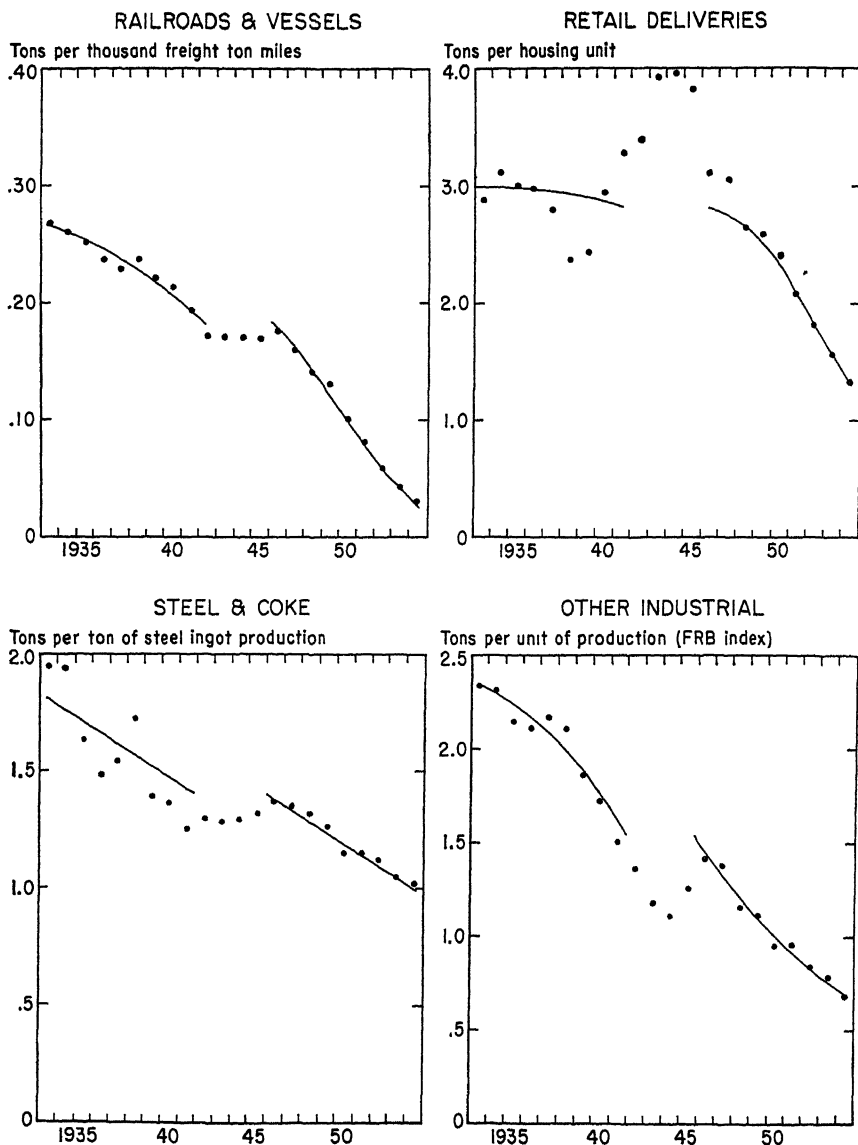 RAILROADS & VESSELS
Tons per thousand freight ton miles
.40
.30
.20
.10
0
1935 40 45 50
RETAIL DELIVERIES
Tons per housing unit
4.0
3.0
2.0
1.0
0
1935 40 45 50
STEEL & COKE
Tons per ton of steel ingot production
2.0
1.5
1.0
.5
0
1935 40 45 50
OTHER INDUSTRIAL
Tons per unit of production (FRB index)
2.5
2.0
1.5
1.0
.5
0
1935 40 45 50